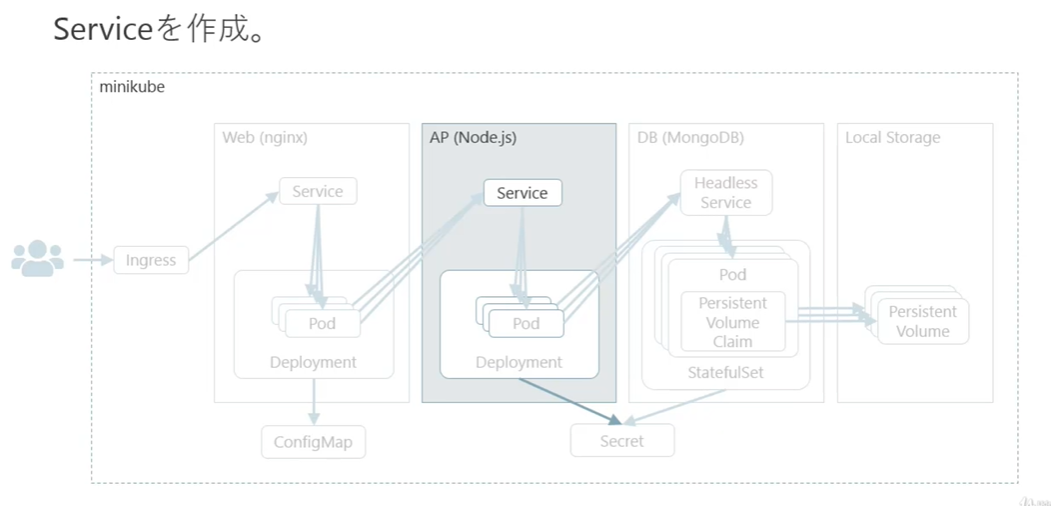 Serviceを作成。
minikube
Web (nginx)
AP (Node.js)
DB (MongoDB)
Local Storage
Service
Service
Headless
Service
Ingress
Pod
Pod
Pod
Persistent
Volume
Claim
Persistent
Volume
Deployment
Deployment
StatefulSet
ConfigMap
Secret